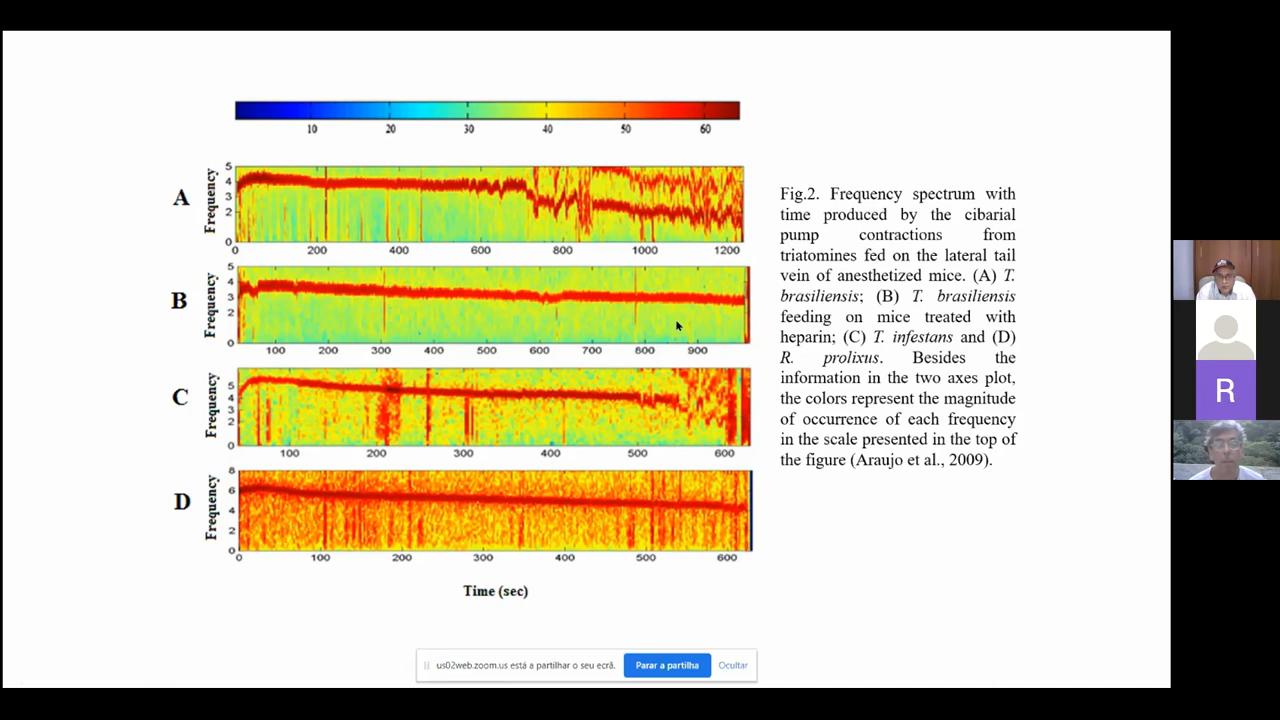 10 20 30 40 50 60
A
Frequency
5
4
3
2
0
200 400 600 800 1000 1200
B
Frequency
5
4
3
2
0
100 200 300 400 500 600 700 800 900
C
Frequency
5
4
3
2
0
100 200 300 400 500 600
D
Frequency
8
6
4
2
0
0 100 200 300 400 500 600
Time (sec)
Fig.2. Frequency spectrum with
time produced by the cibarial
pump contractions from
triatomines fed on the lateral tail
vein of anesthetized mice. (A) T.
brasiliensis; (B) T. brasiliensis
feeding on mice treated with
heparin; (C) T. infestans and (D)
R. prolixus. Besides the
information in the two axes plot,
the colors represent the magnitude
of occurrence of each frequency
in the scale presented in the top of
the figure (Araujo et al., 2009).
R
us02web.zoom.us está a partilhar o seu ecrã. Parar a partilha Ocultar